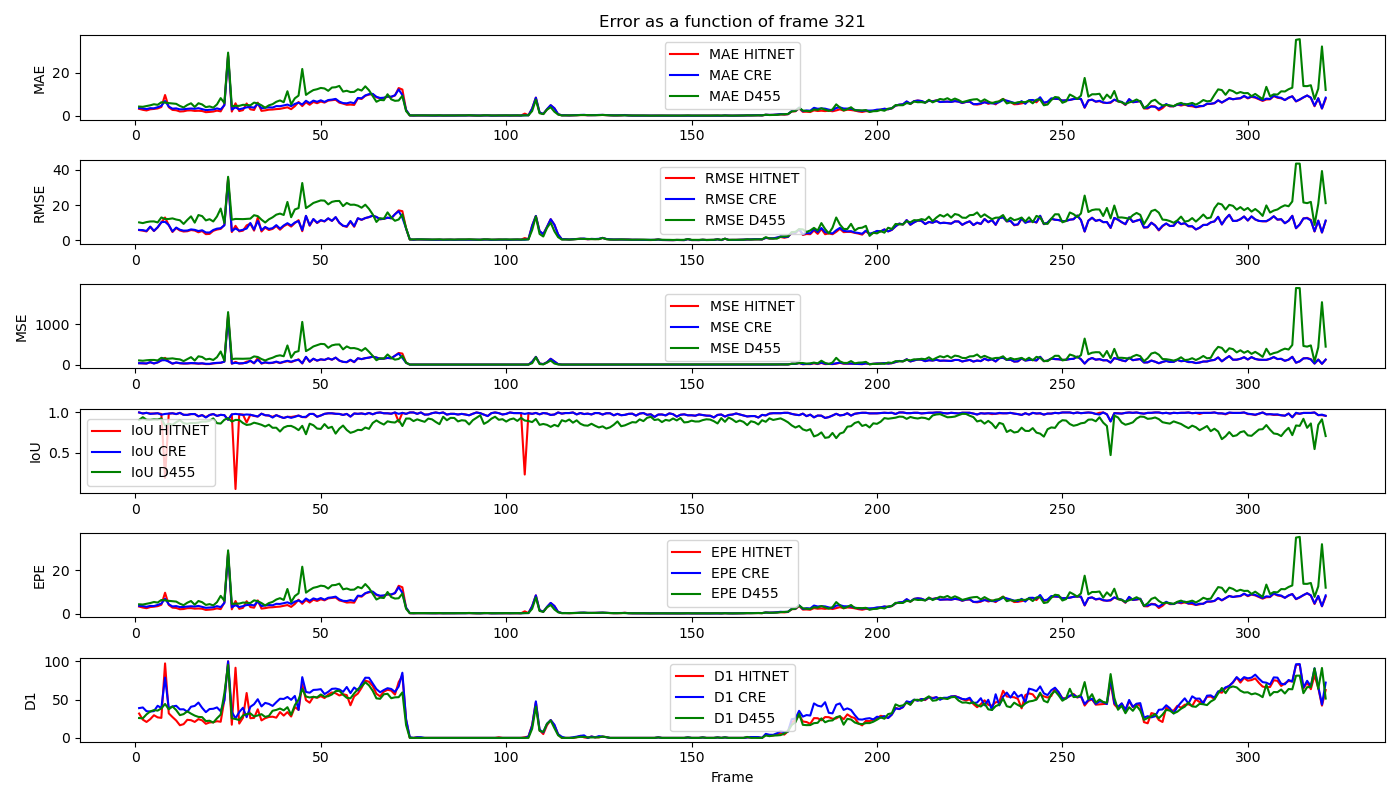 Error as a function of frame 321
MAE
20
0
MAE HITNET
MAE CRE
MAE D455
0 50 100 150 200 250 300
RMSE
40
20
0
RMSE HITNET
RMSE CRE
RMSE D455
0 50 100 150 200 250 300
MSE
1000
0
MSE HITNET
MSE CRE
MSE D455
0 50 100 150 200 250 300
IoU
1.0
0.5
IoU HITNET
IoU CRE
IoU D455
0 50 100 150 200 250 300
EPE
20
0
EPE HITNET
EPE CRE
EPE D455
0 50 100 150 200 250 300
D1
100
50
0
D1 HITNET
D1 CRE
D1 D455
0 50 100 150 200 250 300
Frame